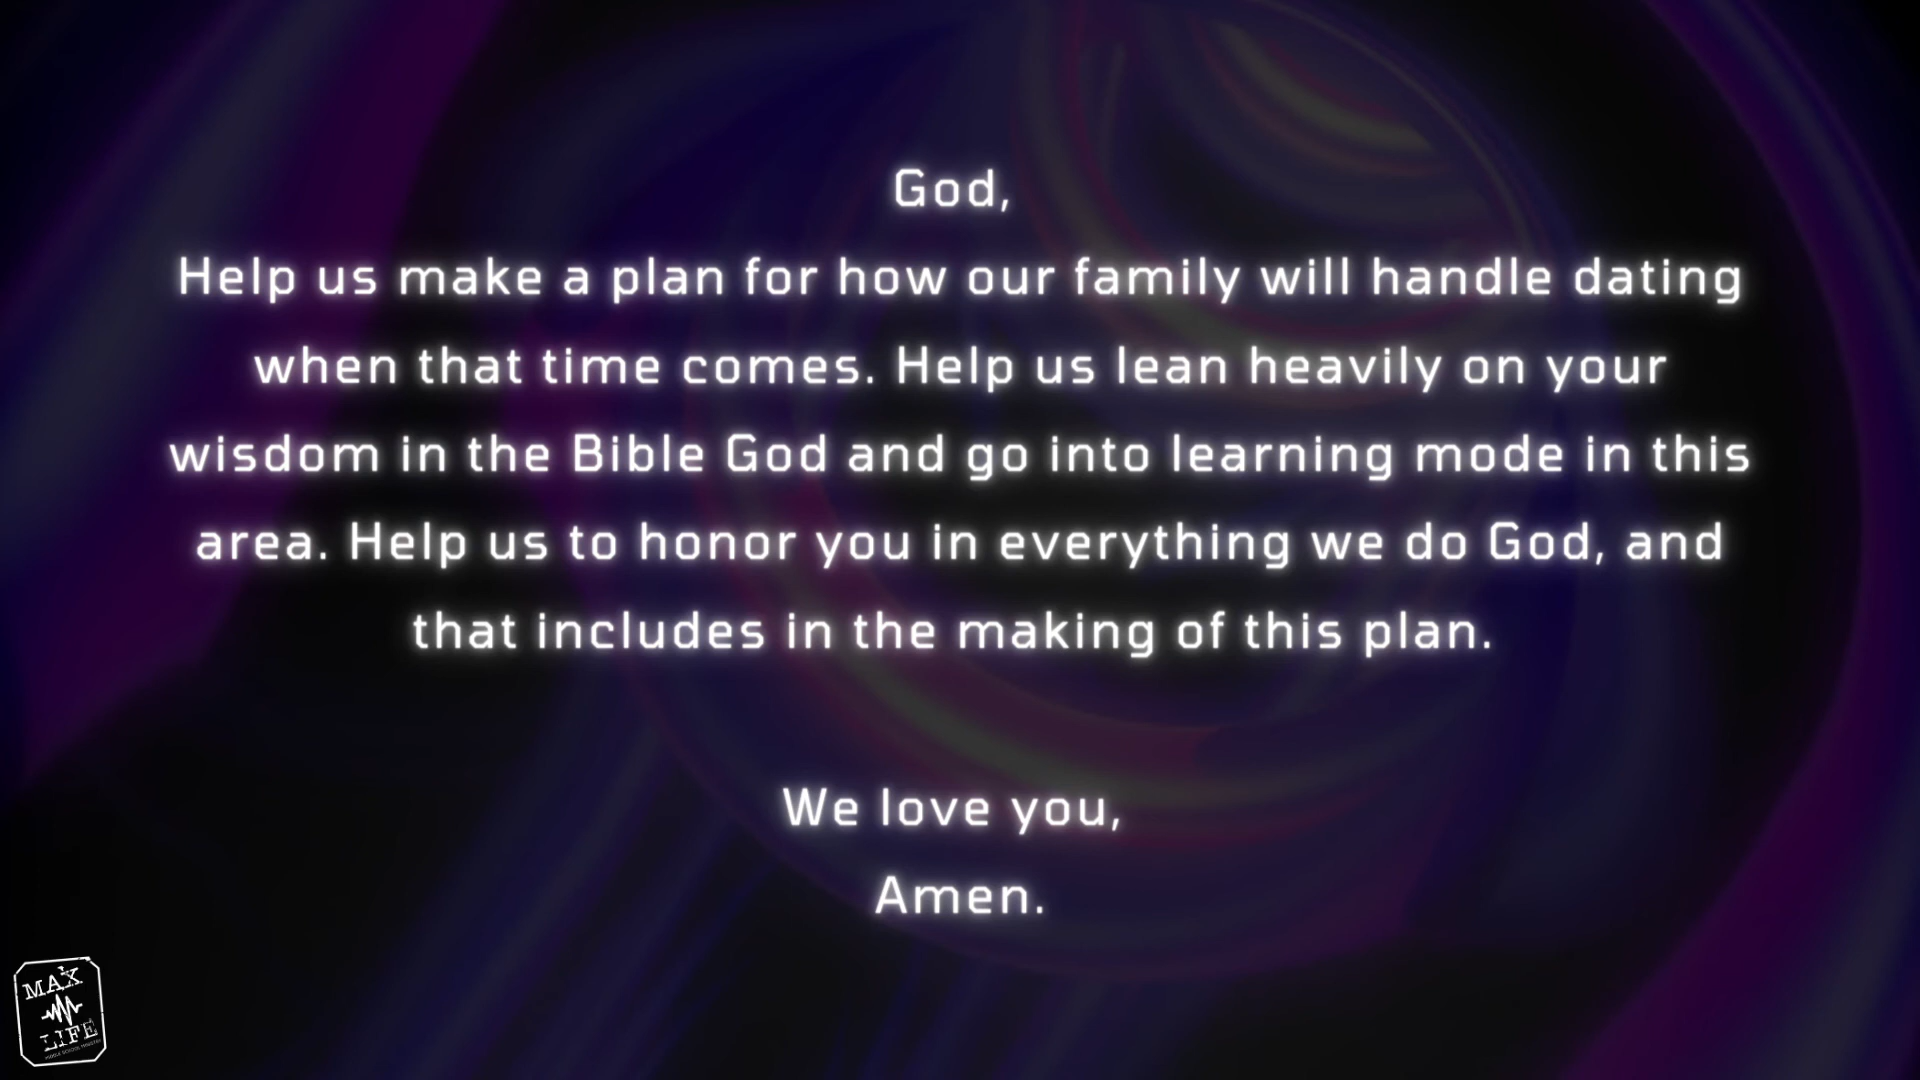 God,
Help us make a plan for how our family will handle dating
when that time comes. Help us lean heavily on your
wisdom in the Bible God and go into learning mode in this
area. Help us to honor you in everything we do God, and
that includes in the making of this plan.
We love you,
Amen.
MAX
LIFE
MIDDLE SCHOOL MINISTRY